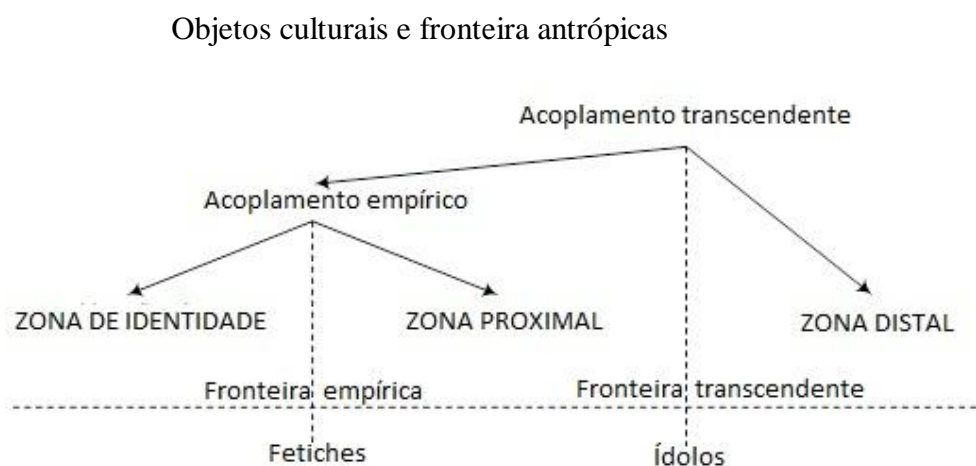 Objetos culturais e fronteira antrópicas
Acoplamento transcendente
Acoplamento empírico
ZONA DE IDENTIDADE
ZONA PROXIMAL
ZONA DISTAL
Fronteira empírica
Fronteira transcendente
Fetiches
Ídolos